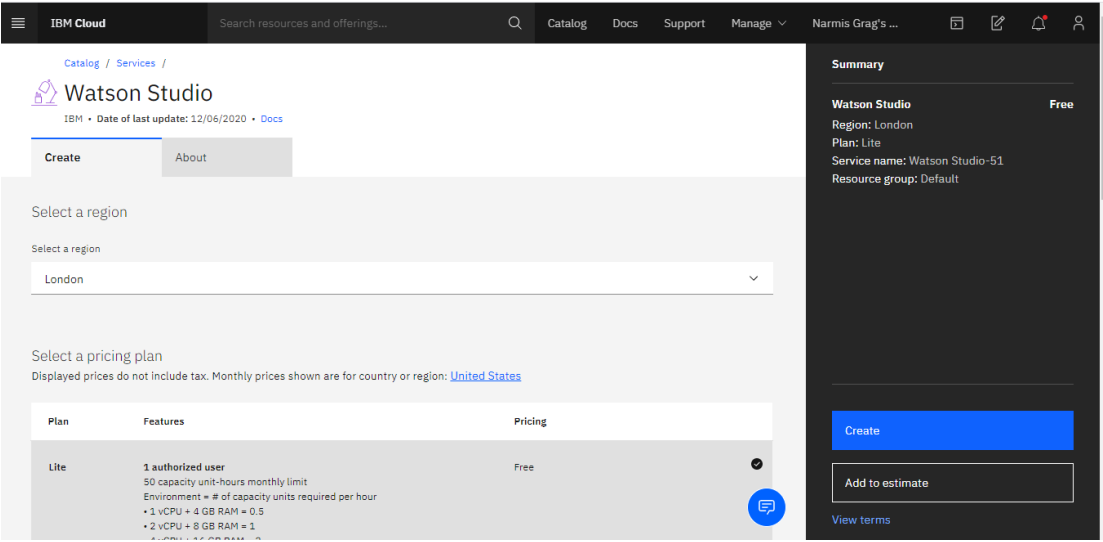 IBM Cloud
Search resources and offerings...
Catalog
Docs
Support
Manage
Narmis Grag's ...
Catalog / Services /
Watson Studio
IBM • Date of last update: 12/06/2020 • Docs
Create
About
Select a region
Select a region
London
Select a pricing plan
Displayed prices do not include tax. Monthly prices shown are for country or region: United States
Plan Features Pricing
Lite 1 authorized user Free
50 capacity unit-hours monthly limit
Environment = # of capacity units required per hour
• 1 vCPU + 4 GB RAM = 0.5
• 2 vCPU + 8 GB RAM = 1
Summary
Watson Studio Free
Region: London
Plan: Lite
Service name: Watson Studio-51
Resource group: Default
Create
Add to estimate
View terms